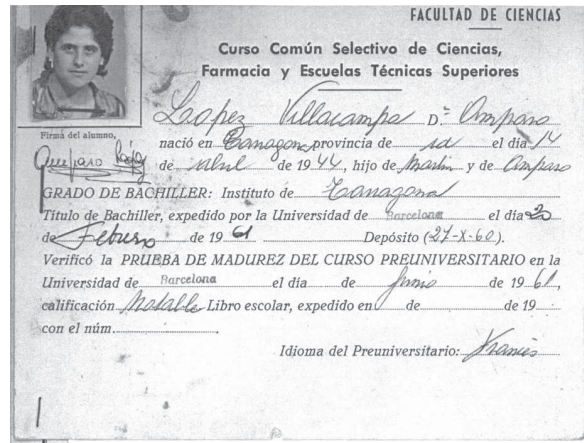 FACULTAD DE CIENCIAS
Curso Común Selectivo de Ciencias,
Farmacia y Escuelas Técnicas Superiores
Lopez Villacampa D.ª Amparo
Firma del alumno,
nació en Tarragona provincia de id el día 14
Amparo López
de abril de 1944, hijo de Martin y de Amparo
GRADO DE BACHILLER: Instituto de Tarragona
Título de Bachiller, expedido por la Universidad de Barcelona el día 20
de Febrero de 1961 Depósito (27-X-60).
Verificó la PRUEBA DE MADUREZ DEL CURSO PREUNIVERSITARIO en la
Universidad de Barcelona el día de Junio de 1961,
calificación Notable Libro escolar, expedido en de de 19
con el núm.
Idioma del Preuniversitario: Francés